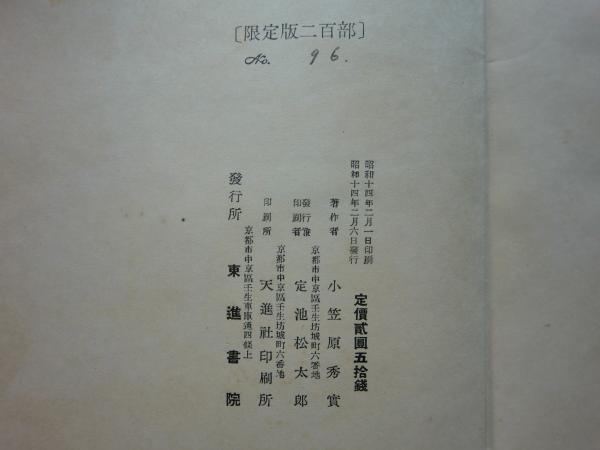 〔限定版二百部〕
No. 96.
昭和十四年二月一日印刷
昭和十四年二月六日發行
定價貳圓五拾錢
著作者 小笠原秀實
京都市中京區壬生坊城町六番地
發行兼
印刷者 定池松太郎
京都市中京區壬生坊城町六番地
印刷所 天進社印刷所
京都市中京區壬生車庫通四條上
發行所 東進書院